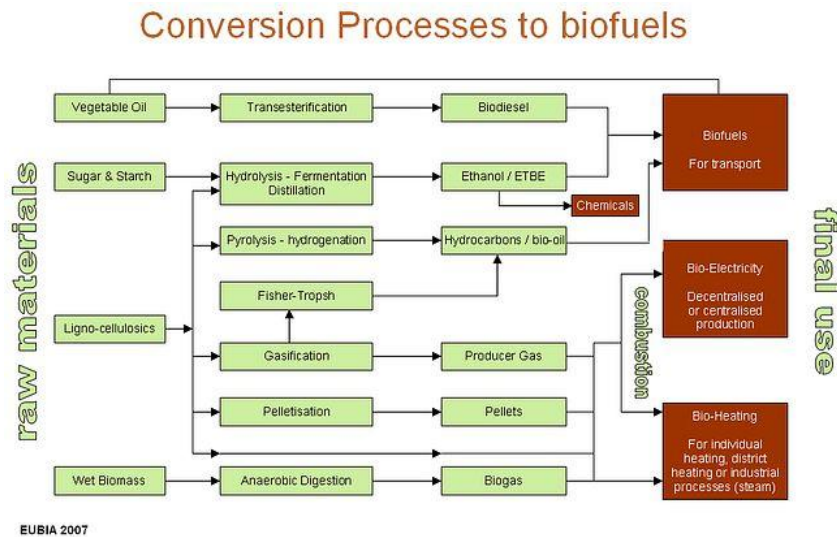 Conversion Processes to biofuels
raw materials
final use
Vegetable Oil
Transesterification
Biodiesel
Biofuels
For transport
Sugar & Starch
Hydrolysis - Fermentation
Distillation
Ethanol / ETBE
Chemicals
Pyrolysis - hydrogenation
Hydrocarbons / bio-oil
Bio-Electricity
Decentralised
or centralised
production
Fisher-Tropsh
combustion
Ligno-cellulosics
Gasification
Producer Gas
Pelletisation
Pellets
Bio-Heating
For individual
heating, district
heating or industrial
processes (steam)
Wet Biomass
Anaerobic Digestion
Biogas
EUBIA 2007